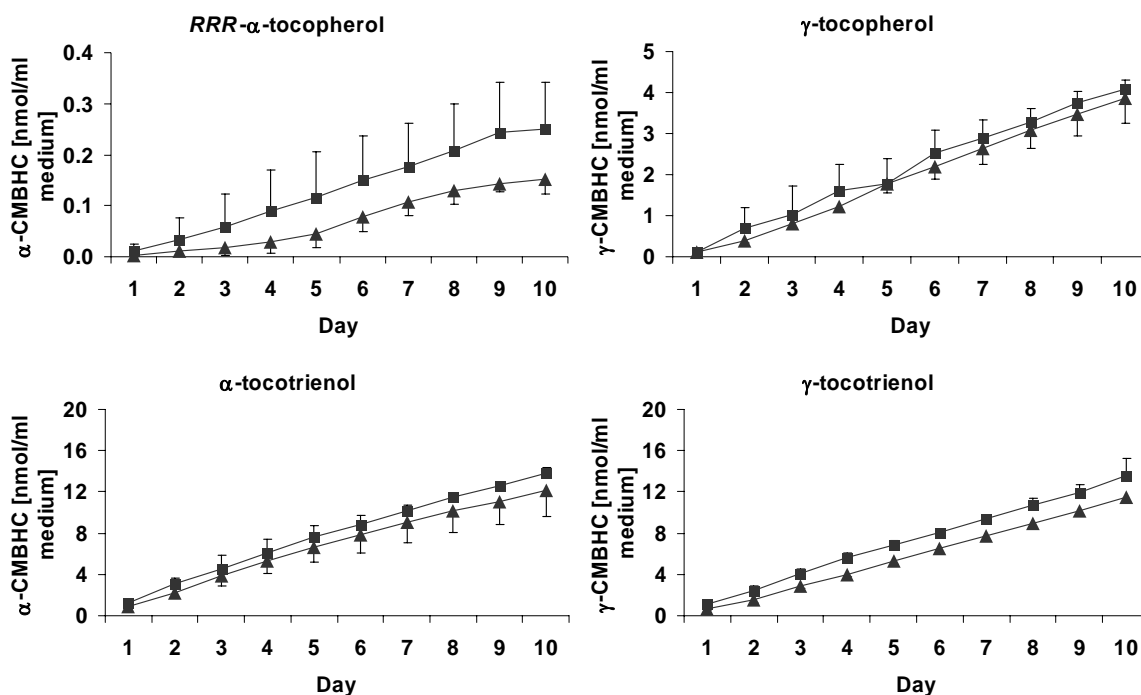 RRR-α-tocopherol
α-CMBHC [nmol/ml
medium]
0.4
0.3
0.2
0.1
0.0
1 2 3 4 5 6 7 8 9 10
Day
γ-tocopherol
γ-CMBHC [nmol/ml
medium]
5
4
3
2
1
0
1 2 3 4 5 6 7 8 9 10
Day
α-tocotrienol
α-CMBHC [nmol/ml
medium]
20
16
12
8
4
0
1 2 3 4 5 6 7 8 9 10
Day
γ-tocotrienol
γ-CMBHC [nmol/ml
medium]
20
16
12
8
4
0
1 2 3 4 5 6 7 8 9 10
Day